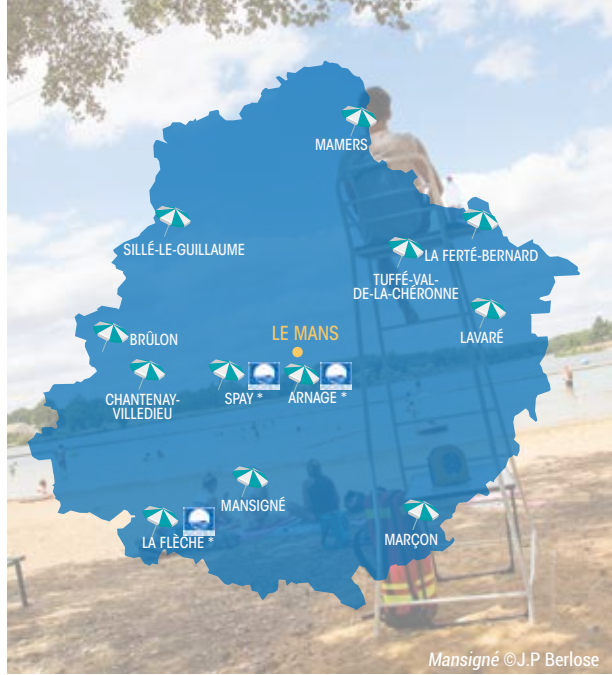 MAMERS
SILLÉ-LE-GUILLAUME
LA FERTÉ-BERNARD
TUFFÉ-VAL-
DE-LA-CHÉRONNE
LAVARÉ
BRÛLON
LE MANS
CHANTENAY-
VILLEDIEU
SPAY *
ARNAGE *
MANSIGNÉ
LA FLÈCHE *
MARÇON
Mansigné ©J.P Berlose